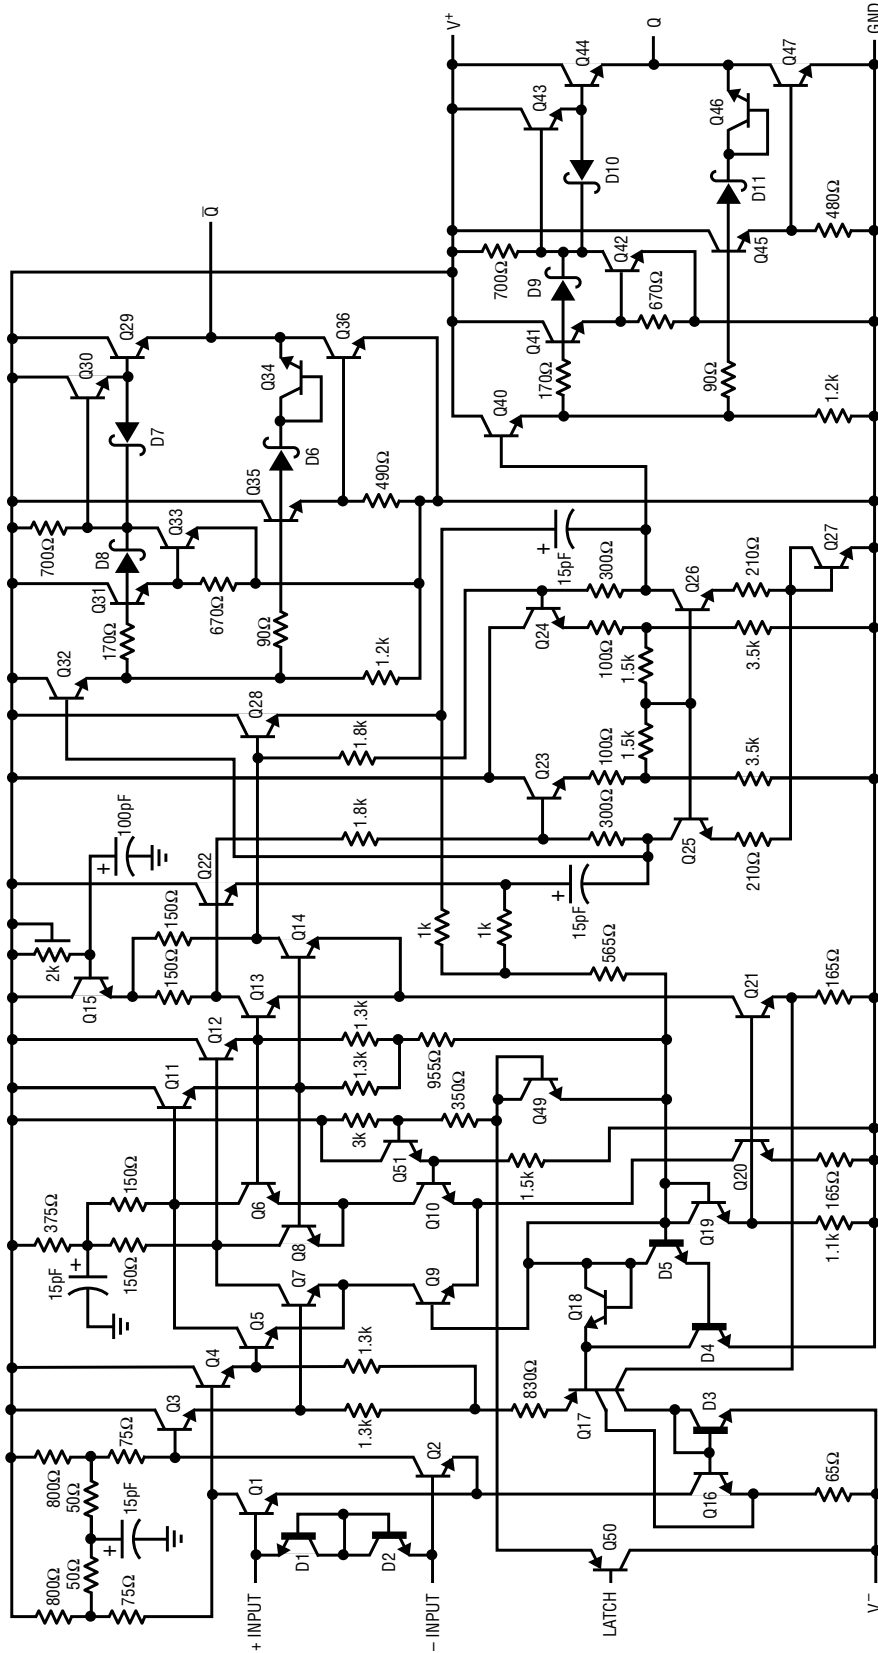 800Ω
50Ω
800Ω
50Ω
375Ω
15pF
2k
Q32
700Ω
Q31
D8
170Ω
Q30
Q29
75Ω
15pF
75Ω
150Ω
150Ω
Q15
100pF
Q33
D7
Q3
Q4
Q11
Q12
150Ω
150Ω
Q22
670Ω
Q̅
+ INPUT
Q1
Q5
Q6
Q7
Q8
Q13
Q14
Q28
90Ω
Q35
Q34
D1
D6
Q36
1.3k
1.3k
3k
1.3k
1.3k
1.8k
1.8k
1.2k
490Ω
D2
Q51
– INPUT
Q2
Q9
Q10
955Ω
350Ω
1k
1k
V+
Q40
700Ω
Q41
D9
170Ω
Q43
Q44
830Ω
1.5k
Q49
Q23
Q24
15pF
15pF
Q42
D10
Q17
Q18
565Ω
300Ω
100Ω
100Ω
300Ω
1.5k
1.5k
670Ω
Q
LATCH
Q50
D5
Q19
Q25
Q26
90Ω
Q45
Q46
D11
Q16
D3
D4
Q20
Q21
210Ω
3.5k
3.5k
210Ω
Q47
65Ω
1.1k
165Ω
165Ω
Q27
1.2k
480Ω
V–
GND